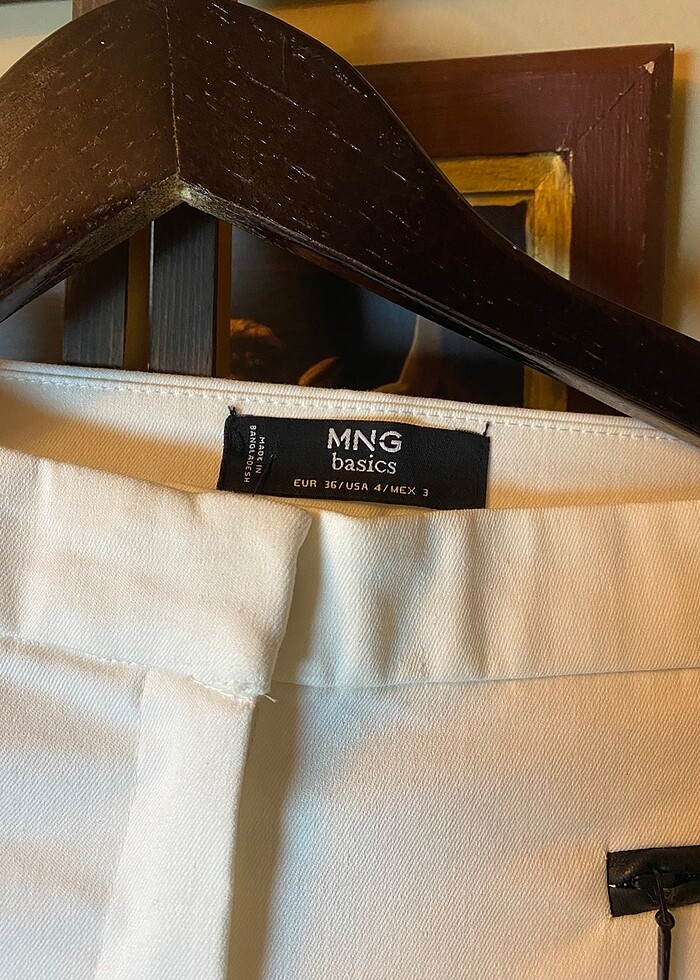 MNG
basics
EUR 36/USA 4/MEX 3
MADE IN
BANGLADESH